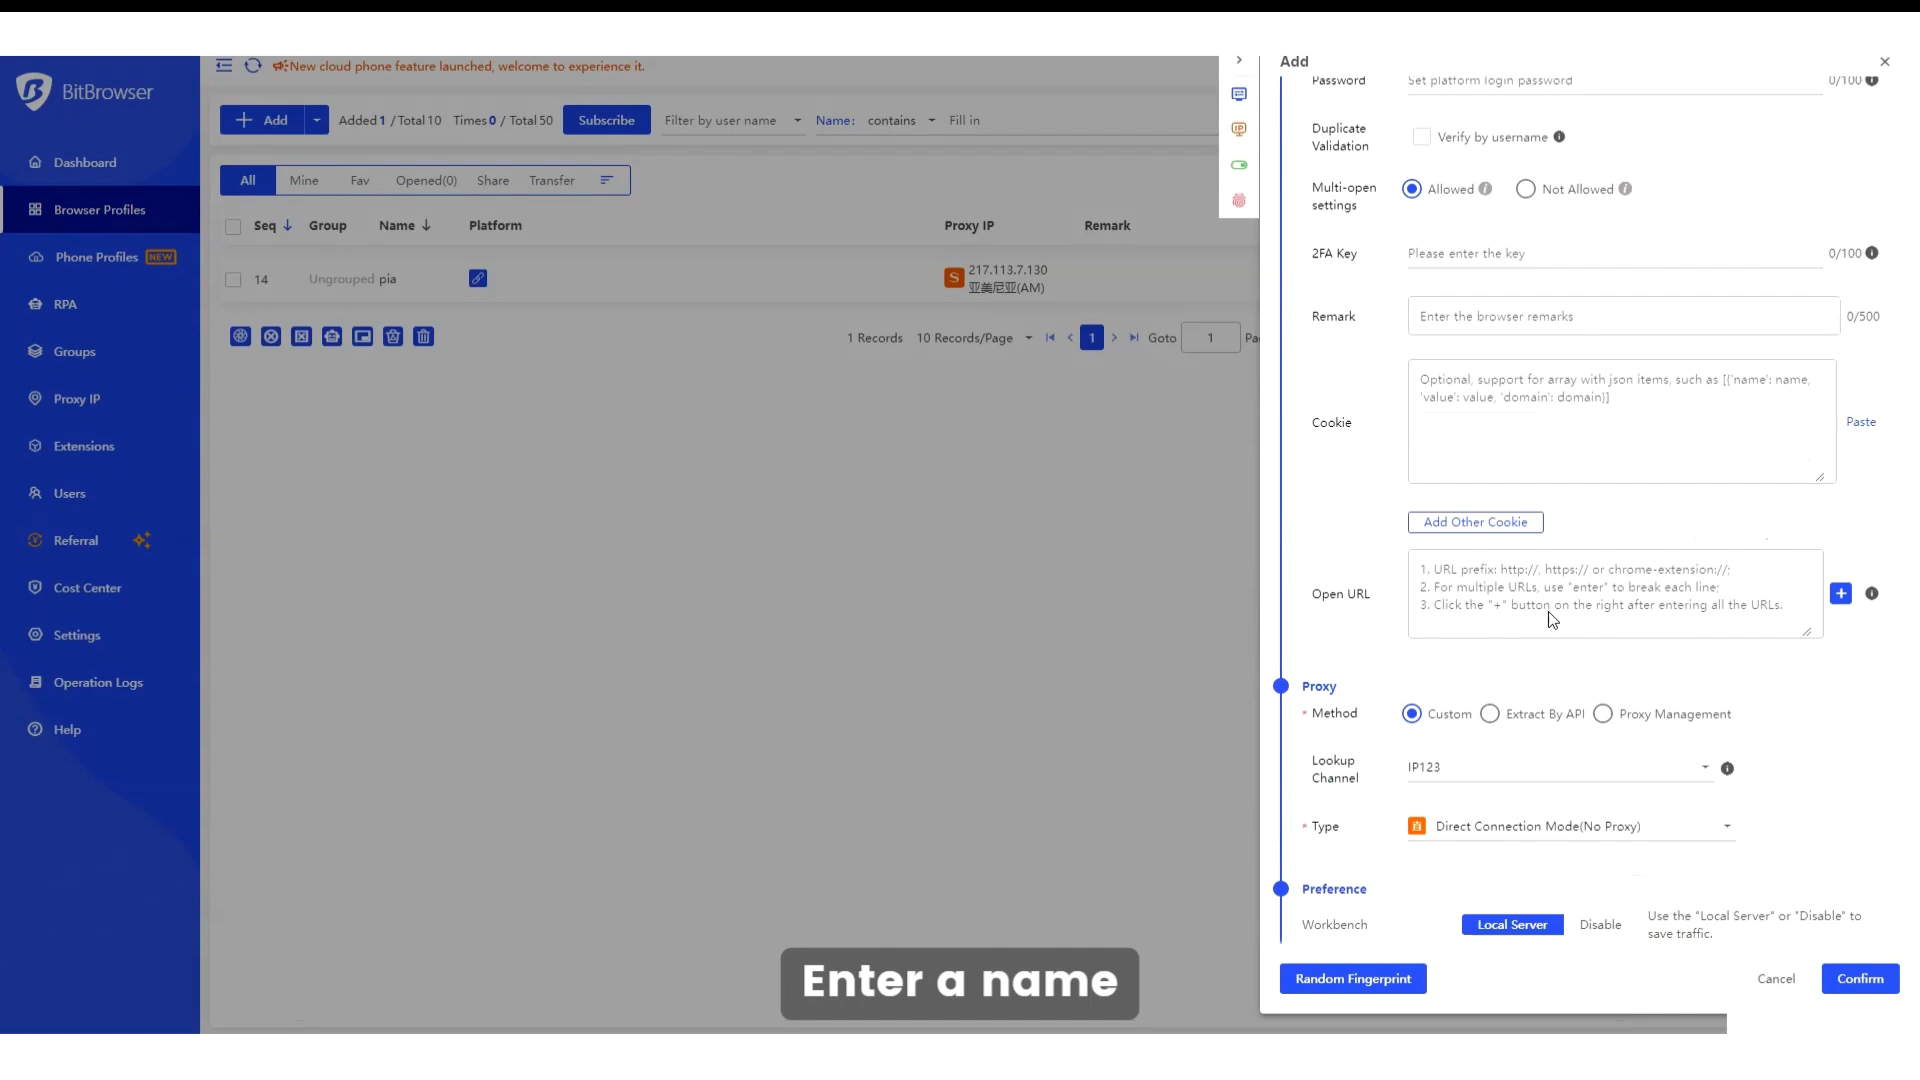 BitBrowser
Dashboard
Browser Profiles
Phone Profiles NEW
RPA
Groups
Proxy IP
Extensions
Users
Referral
Cost Center
Settings
Operation Logs
Help
New cloud phone feature launched, welcome to experience it.
Add Added 1 / Total 10 Times 0 / Total 50 Subscribe Filter by user name Name: contains Fill in
All Mine Fav Opened(0) Share Transfer
Seq Group Name Platform Proxy IP Remark
14 Ungrouped pia S 217.113.7.130
亚美尼亚(AM)
1 Records 10 Records/Page 1 Goto 1 Pa
IP
Add
Password Set platform login password 0/100
Duplicate
Validation
Verify by username
Multi-open
settings
Allowed Not Allowed
2FA Key Please enter the key 0/100
Remark Enter the browser remarks 0/500
Cookie
Optional, support for array with json items, such as [{'name': name,
'value': value, 'domain': domain}]
Paste
Add Other Cookie
Open URL
1. URL prefix: http://, https:// or chrome-extension://;
2. For multiple URLs, use "enter" to break each line;
3. Click the "+" button on the right after entering all the URLs.
Proxy
* Method Custom Extract By API Proxy Management
Lookup
Channel
IP123
* Type 直 Direct Connection Mode(No Proxy)
Preference
Workbench Local Server Disable
Use the "Local Server" or "Disable" to
save traffic.
Random Fingerprint Cancel Confirm
Enter a name